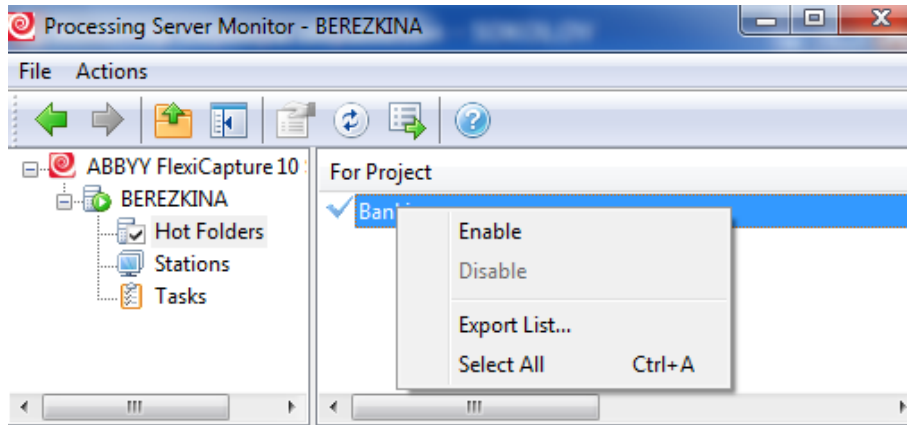 Processing Server Monitor - BEREZKINA
File Actions
ABBYY FlexiCapture 10
For Project
BEREZKINA
Hot Folders
Stations
Tasks
Enable
Disable
Export List...
Select All Ctrl+A